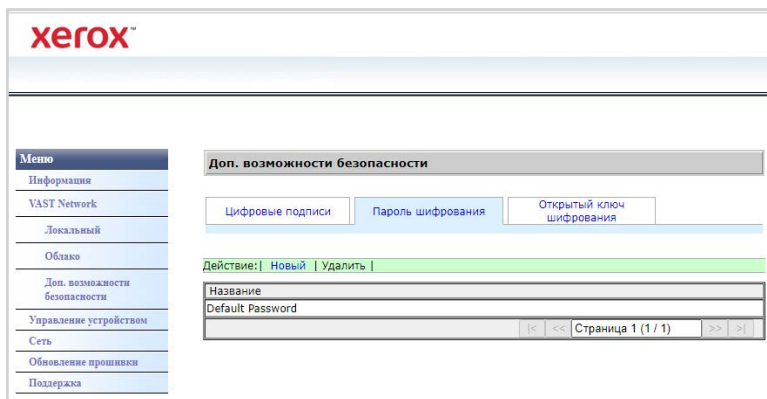 xerox™
Меню
Информация
VAST Network
Локальный
Облако
Доп. возможности
безопасности
Управление устройством
Сеть
Обновление прошивки
Поддержка
Доп. возможности безопасности
Цифровые подписи
Пароль шифрования
Открытый ключ
шифрования
Действие:| Новый | Удалить |
Название
Default Password
|< << Страница 1 (1 / 1) >> >|